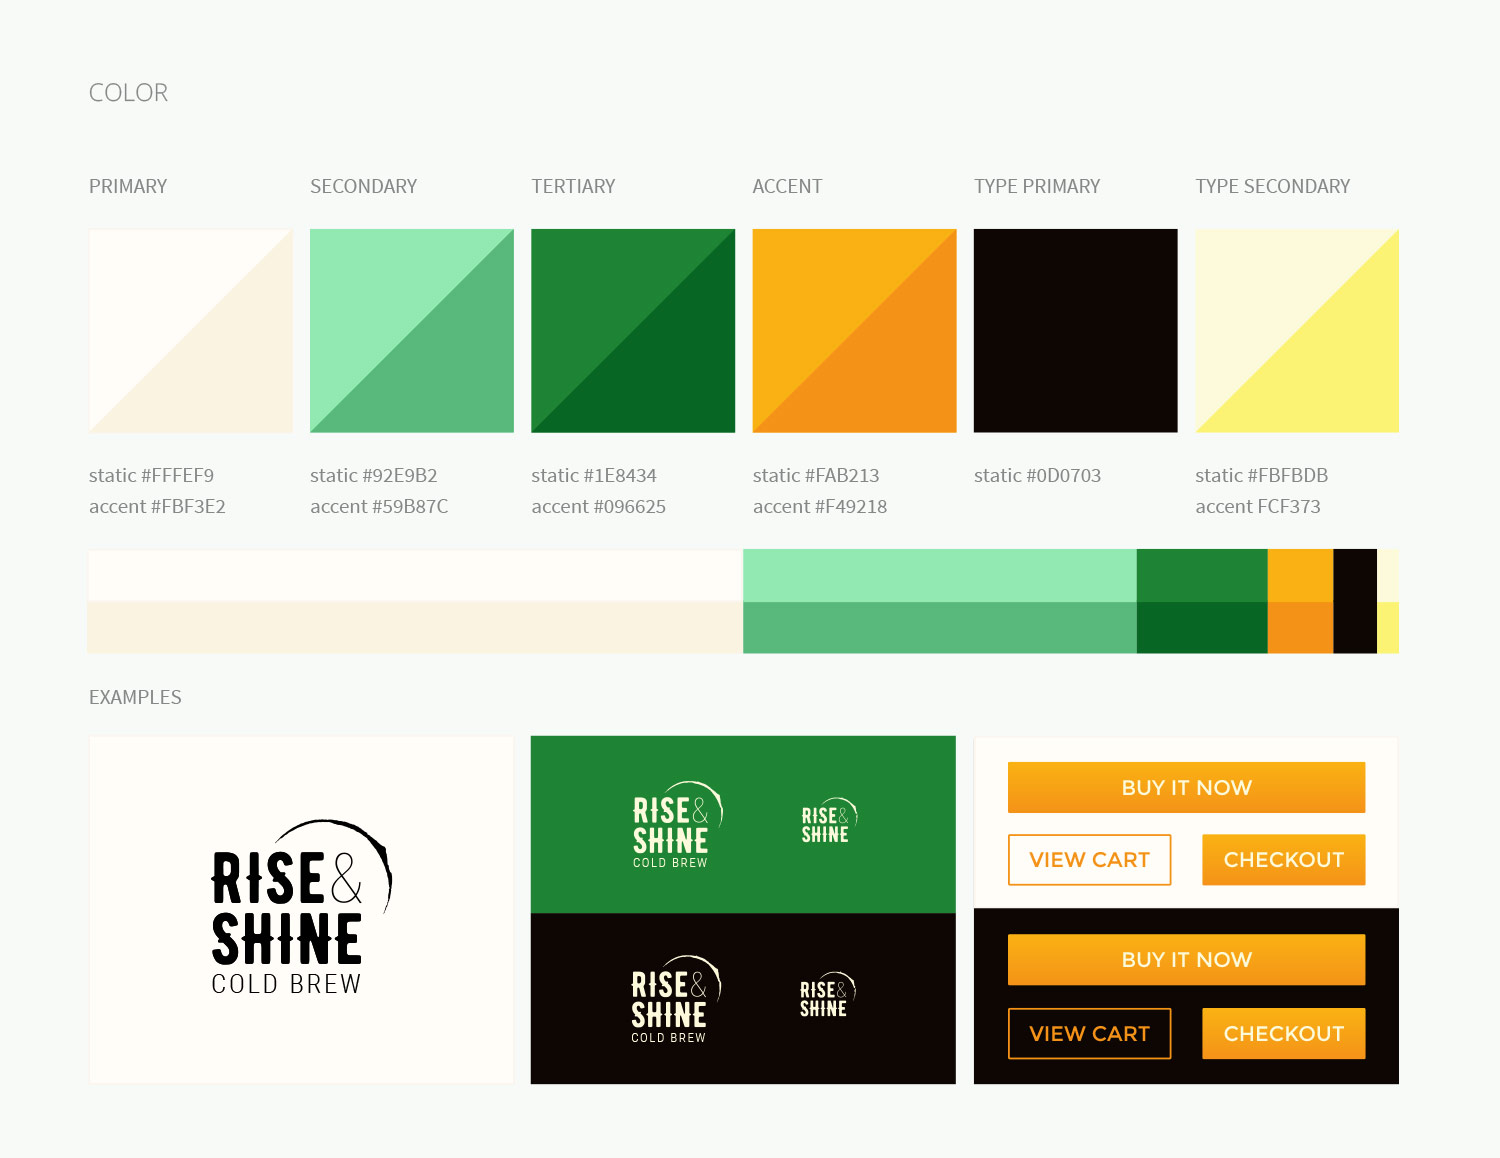 COLOR
PRIMARY
SECONDARY
TERTIARY
ACCENT
TYPE PRIMARY
TYPE SECONDARY
static #FFFEF9
accent #FBF3E2
static #92E9B2
accent #59B87C
static #1E8434
accent #096625
static #FAB213
accent #F49218
static #0D0703
static #FBFBDB
accent FCF373
EXAMPLES
RISE&
SHINE
COLD BREW
RISE&
SHINE
COLD BREW
RISE&
SHINE
RISE&
SHINE
COLD BREW
RISE&
SHINE
BUY IT NOW
VIEW CART
CHECKOUT
BUY IT NOW
VIEW CART
CHECKOUT